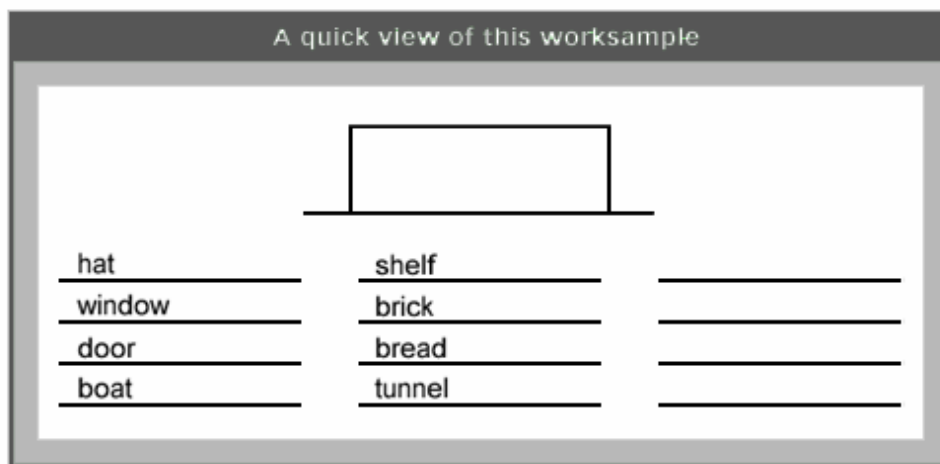 A quick view of this worksample
hat
window
door
boat
shelf
brick
bread
tunnel